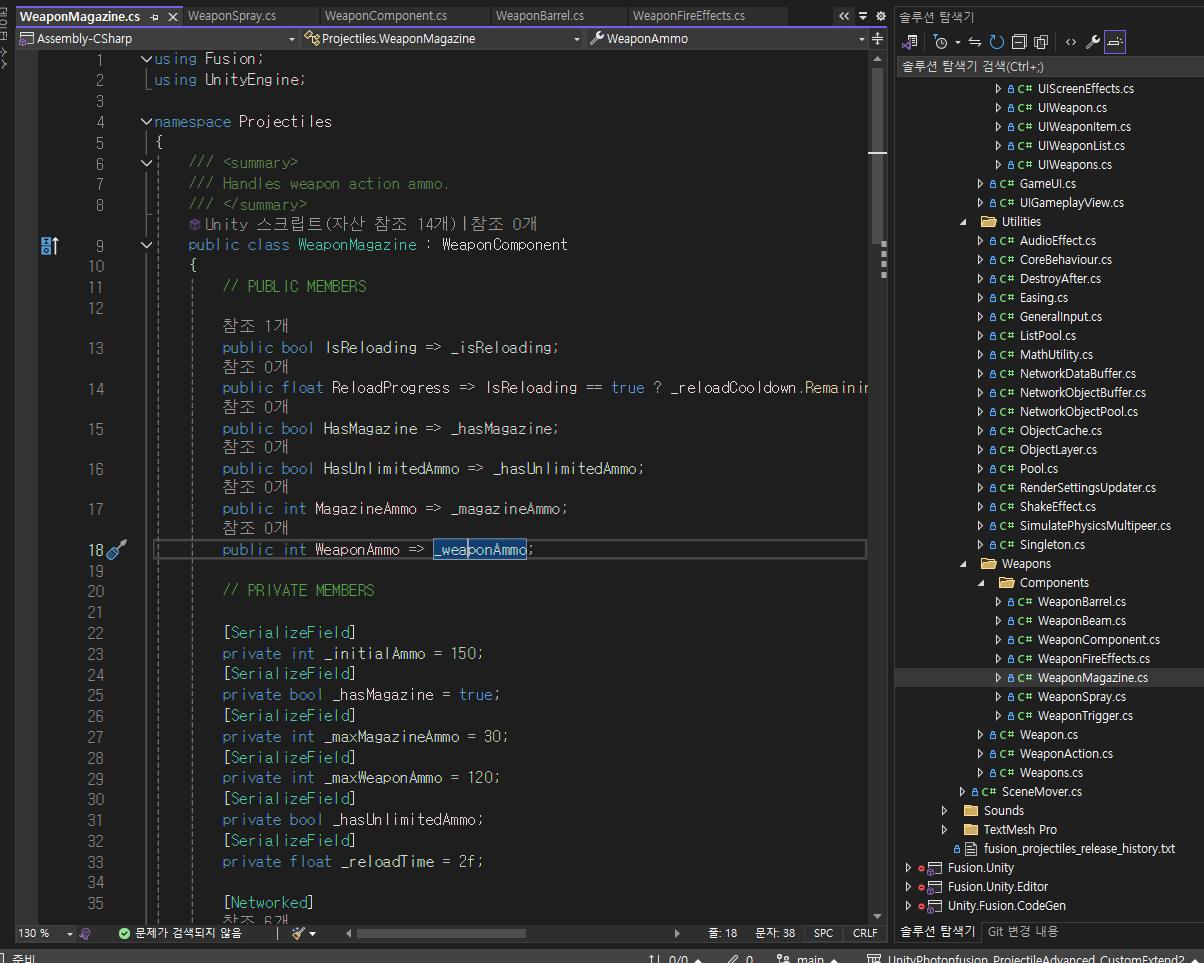 WeaponMagazine.cs
WeaponSpray.cs
WeaponComponent.cs
WeaponBarrel.cs
WeaponFireEffects.cs
Assembly-CSharp
Projectiles.WeaponMagazine
WeaponAmmo
1 using Fusion;
2 using UnityEngine;
3
4 namespace Projectiles
5 {
6 /// <summary>
7 /// Handles weapon action ammo.
8 /// </summary>
Unity 스크립트(자산 참조 14개)|참조 0개
9 public class WeaponMagazine : WeaponComponent
10 {
11 // PUBLIC MEMBERS
12
참조 1개
13 public bool IsReloading => _isReloading;
참조 0개
14 public float ReloadProgress => IsReloading == true ? _reloadCooldown.Remainin
참조 0개
15 public bool HasMagazine => _hasMagazine;
참조 0개
16 public bool HasUnlimitedAmmo => _hasUnlimitedAmmo;
참조 0개
17 public int MagazineAmmo => _magazineAmmo;
참조 0개
18 public int WeaponAmmo => _weaponAmmo;
19
20 // PRIVATE MEMBERS
21
22 [SerializeField]
23 private int _initialAmmo = 150;
24 [SerializeField]
25 private bool _hasMagazine = true;
26 [SerializeField]
27 private int _maxMagazineAmmo = 30;
28 [SerializeField]
29 private int _maxWeaponAmmo = 120;
30 [SerializeField]
31 private bool _hasUnlimitedAmmo;
32 [SerializeField]
33 private float _reloadTime = 2f;
34
35 [Networked]
참조 6개
130 %
문제가 검색되지 않음
줄: 18
문자: 38
SPC
CRLF
솔루션 탐색기
솔루션 탐색기 검색(Ctrl+;)
C# UIScreenEffects.cs
C# UIWeapon.cs
C# UIWeaponItem.cs
C# UIWeaponList.cs
C# UIWeapons.cs
C# GameUI.cs
C# UIGameplayView.cs
Utilities
C# AudioEffect.cs
C# CoreBehaviour.cs
C# DestroyAfter.cs
C# Easing.cs
C# GeneralInput.cs
C# ListPool.cs
C# MathUtility.cs
C# NetworkDataBuffer.cs
C# NetworkObjectBuffer.cs
C# NetworkObjectPool.cs
C# ObjectCache.cs
C# ObjectLayer.cs
C# Pool.cs
C# RenderSettingsUpdater.cs
C# ShakeEffect.cs
C# SimulatePhysicsMultipeer.cs
C# Singleton.cs
Weapons
Components
C# WeaponBarrel.cs
C# WeaponBeam.cs
C# WeaponComponent.cs
C# WeaponFireEffects.cs
C# WeaponMagazine.cs
C# WeaponSpray.cs
C# WeaponTrigger.cs
C# Weapon.cs
C# WeaponAction.cs
C# Weapons.cs
C# SceneMover.cs
Sounds
TextMesh Pro
fusion_projectiles_release_history.txt
Fusion.Unity
Fusion.Unity.Editor
Unity.Fusion.CodeGen
솔루션 탐색기
Git 변경 내용
준비
0/0
0
main
UnityPhotonfusion_ProjectileAdvanced_CustomExtend2